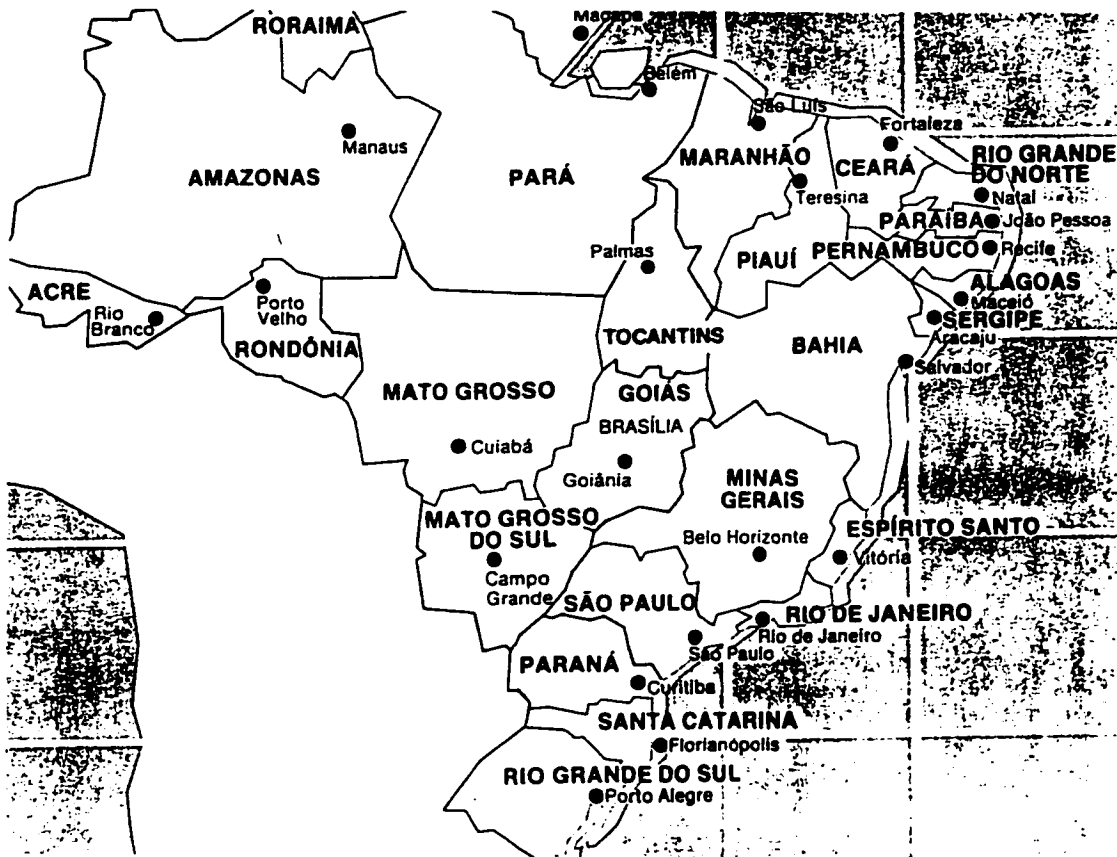 RORAIMA
Macapá
Belém
São Luís
Fortaleza
Manaus
AMAZONAS
PARÁ
MARANHÃO
Teresina
CEARÁ
RIO GRANDE
DO NORTE
Natal
PARAÍBA
João Pessoa
PERNAMBUCO
Recife
PIAUÍ
Palmas
ALAGOAS
Maceió
SERGIPE
Aracaju
ACRE
Rio
Branco
Porto
Velho
RONDÔNIA
TOCANTINS
BAHIA
Salvador
MATO GROSSO
GOIÁS
BRASÍLIA
Cuiabá
Goiânia
MINAS
GERAIS
Belo Horizonte
MATO GROSSO
DO SUL
Campo
Grande
ESPÍRITO SANTO
Vitória
SÃO PAULO
São Paulo
RIO DE JANEIRO
Rio de Janeiro
PARANÁ
Curitiba
SANTA CATARINA
Florianópolis
RIO GRANDE DO SUL
Porto Alegre